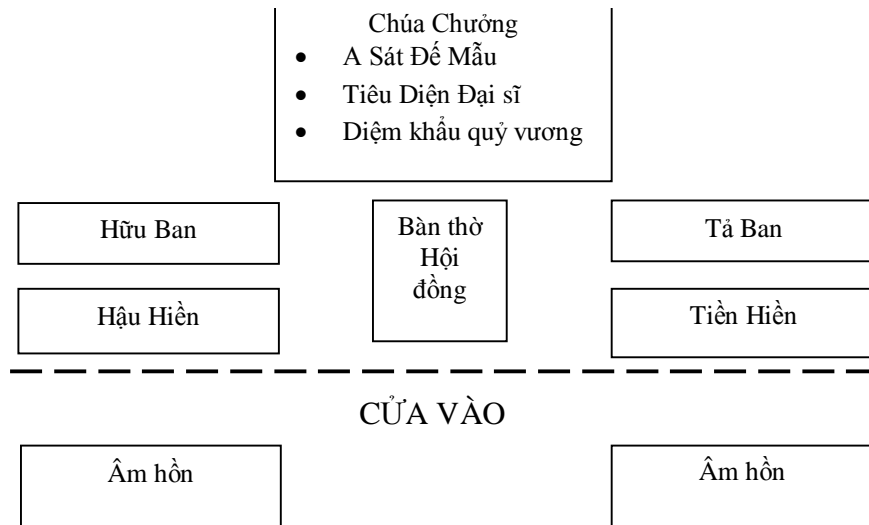 Chúa Chưởng
• A Sát Đế Mẫu
• Tiêu Diện Đại sĩ
• Diệm khẩu quỷ vương
Hữu Ban
Bàn thờ
Hội
đồng
Tả Ban
Hậu Hiền
Tiền Hiền
CỬA VÀO
Âm hồn
Âm hồn